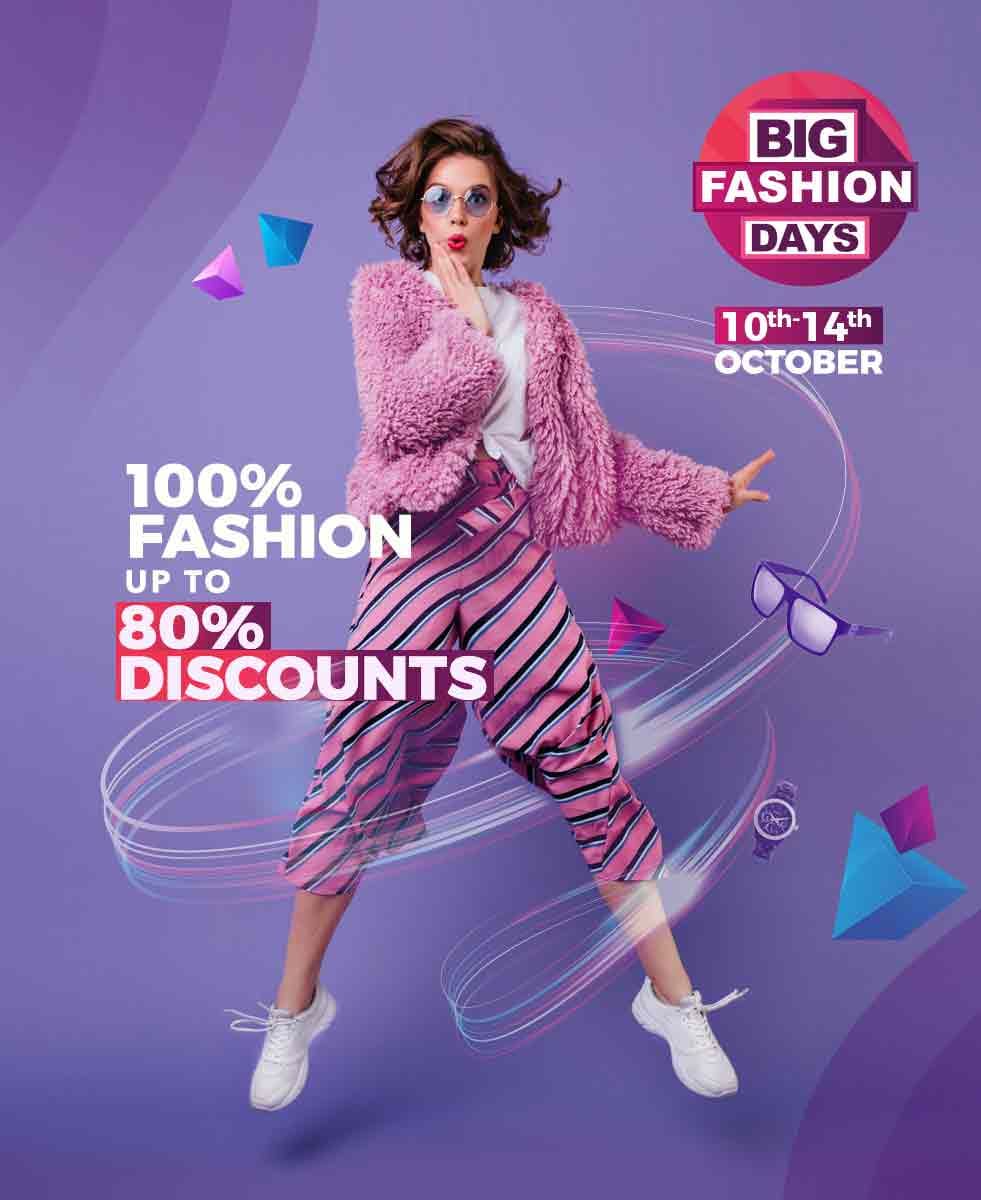 BIG
FASHION
DAYS
10th-14th
OCTOBER
100%
FASHION
UP TO
80%
DISCOUNTS